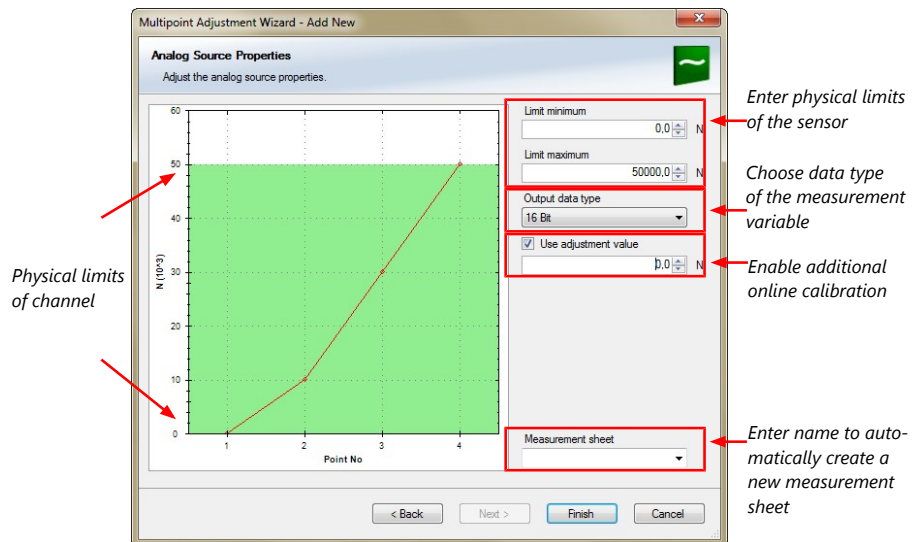 Multipoint Adjustment Wizard - Add New
Analog Source Properties
Adjust the analog source properties.
60
50
40
30
20
10
0
N (10^3)
1 2 3 4
Point No
Limit minimum
0,0 N
Limit maximum
50000,0 N
Output data type
16 Bit
Use adjustment value
0,0 N
Measurement sheet
< Back Next > Finish Cancel
Physical limits
of channel
Enter physical limits
of the sensor
Choose data type
of the measurement
variable
Enable additional
online calibration
Enter name to auto-
matically create a
new measurement
sheet